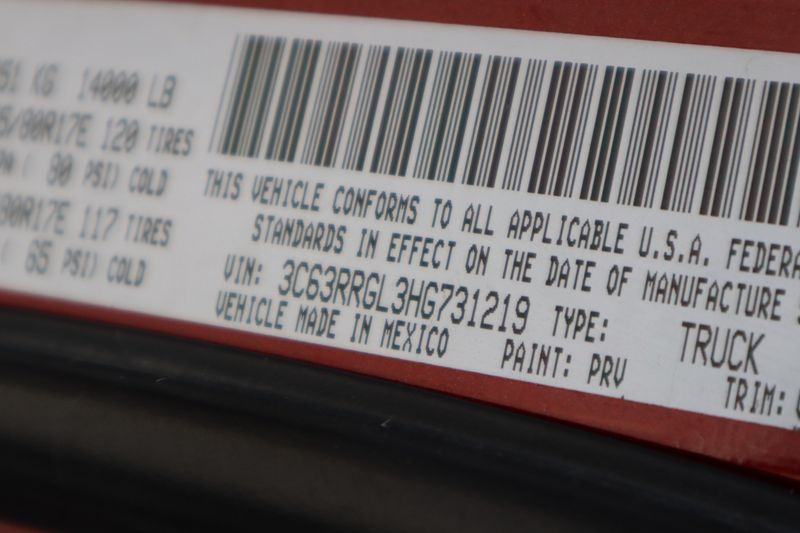 51 KG 14000 LB
5/80R17E 120 TIRES
80 PSI) COLD
80R17E 117 TIRES
( 65 PSI) COLD
THIS VEHICLE CONFORMS TO ALL APPLICABLE U.S.A. FEDERA
STANDARDS IN EFFECT ON THE DATE OF MANUFACTURE
VIN: 3C63RRGL3HG731219 TYPE: TRUCK
VEHICLE MADE IN MEXICO PAINT: PRV TRIM: